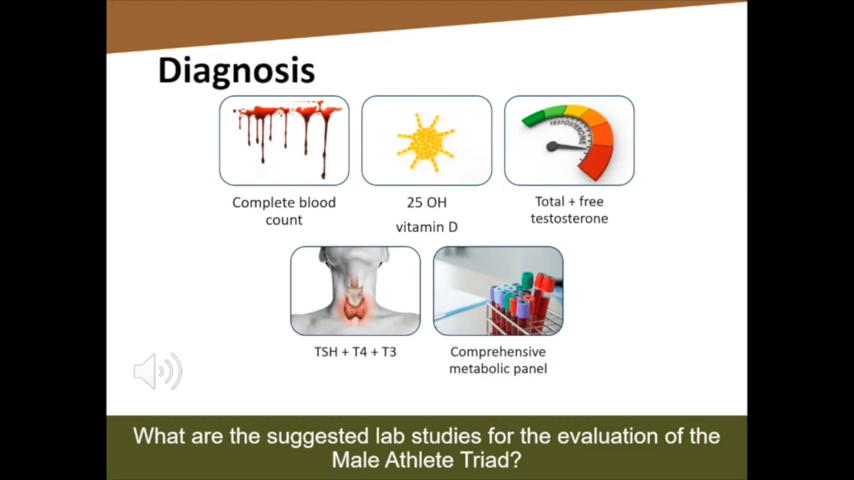 Diagnosis
TESTOSTERONE
Complete blood
count
25 OH
vitamin D
Total + free
testosterone
TSH + T4 + T3
Comprehensive
metabolic panel
What are the suggested lab studies for the evaluation of the
Male Athlete Triad?